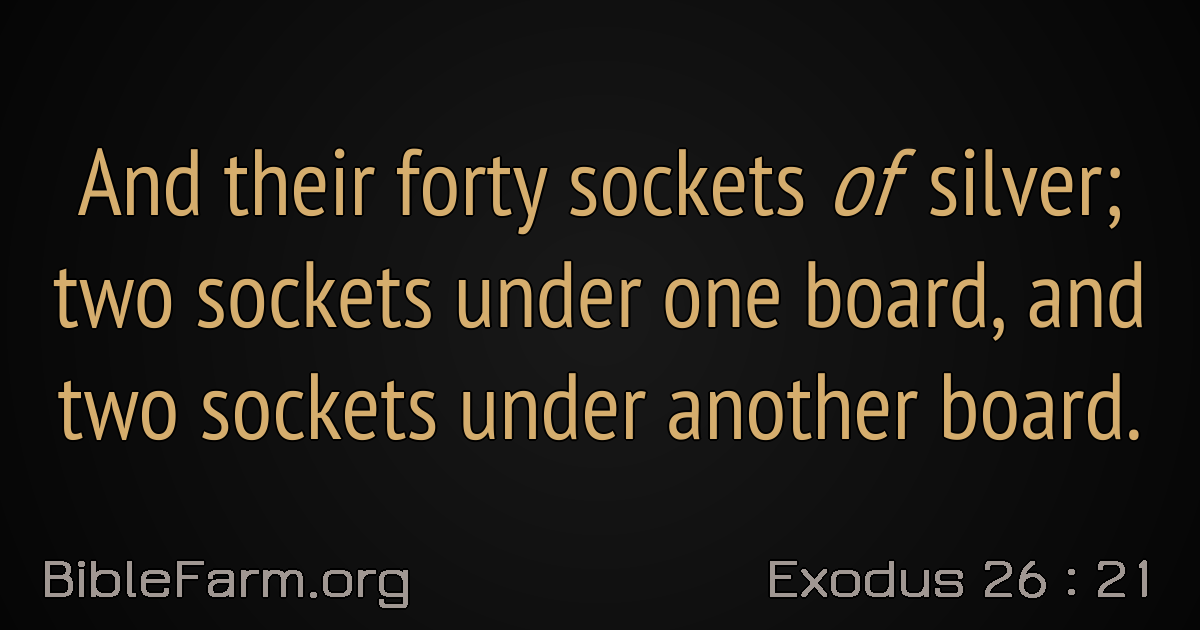 And their forty sockets of silver;
two sockets under one board, and
two sockets under another board.
BibleFarm.org
Exodus 26 : 21